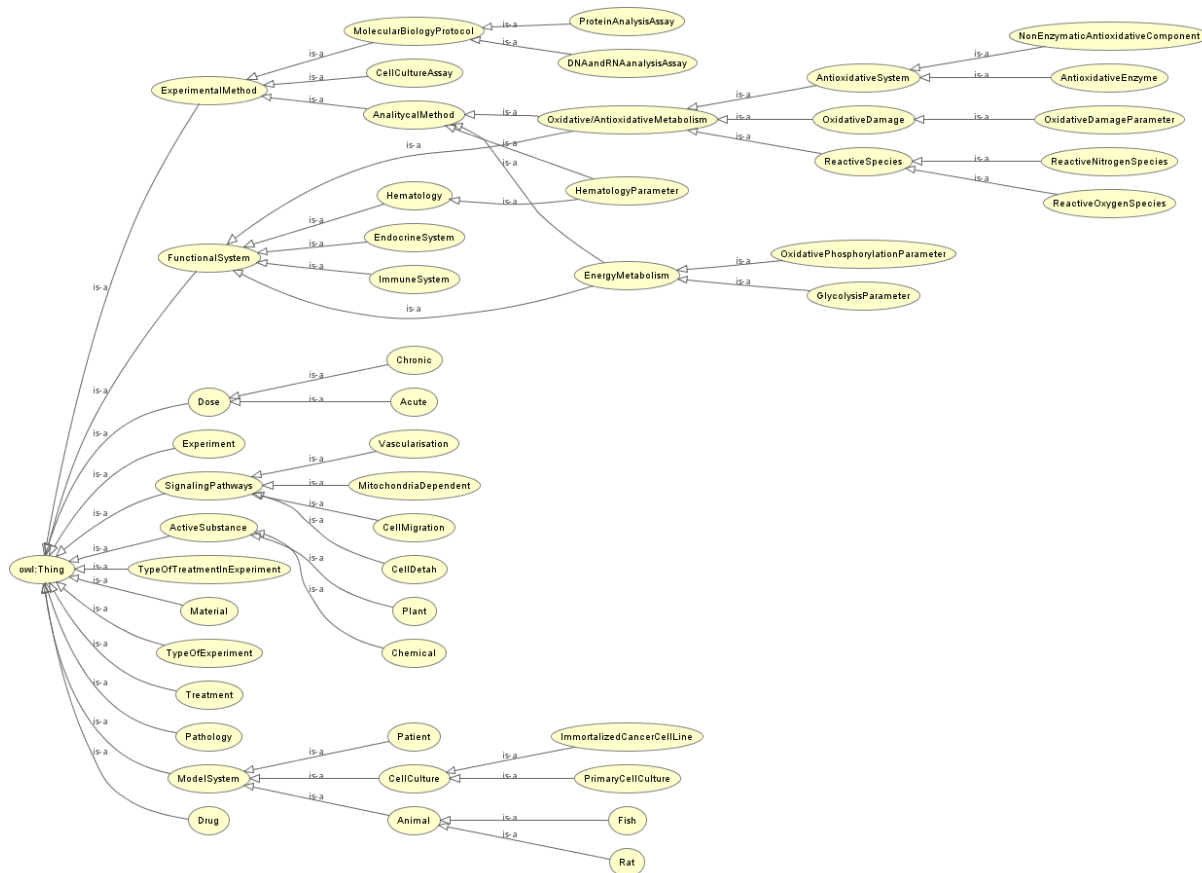 NonEnzymaticAntioxidativeComponent
ProteinAnalysisAssay
MolecularBiologyProtocol
is-a
is-a
is-a
DNAandRNAanalysisAssay
is-a
CellCultureAssay
AntioxidativeSystem
is-a
AntioxidativeEnzyme
is-a
ExperimentalMethod
is-a
is-a
is-a
AnalitycalMethod
is-a
Oxidative/AntioxidativeMetabolism
is-a
OxidativeDamage
is-a
OxidativeDamageParameter
is-a
is-a
is-a
is-a
ReactiveSpecies
is-a
ReactiveNitrogenSpecies
is-a
Hematology
is-a
HematologyParameter
is-a
ReactiveOxygenSpecies
is-a
EndocrineSystem
is-a
FunctionalSystem
is-a
OxidativePhosphorylationParameter
is-a
ImmuneSystem
EnergyMetabolism
is-a
is-a
GlycolysisParameter
is-a
Chronic
is-a
is-a
Dose
is-a
Acute
is-a
Experiment
Vascularisation
is-a
is-a
SignalingPathways
is-a
MitochondriaDependent
is-a
ActiveSubstance
is-a
CellMigration
is-a
is-a
owl:Thing
is-a
TypeOfTreatmentInExperiment
CellDetah
is-a
is-a
Material
is-a
Plant
is-a
TypeOfExperiment
is-a
Chemical
is-a
Treatment
is-a
Pathology
Patient
ImmortalizedCancerCellLine
is-a
is-a
is-a
is-a
ModelSystem
is-a
CellCulture
is-a
PrimaryCellCulture
is-a
Drug
Animal
is-a
Fish
is-a
Rat